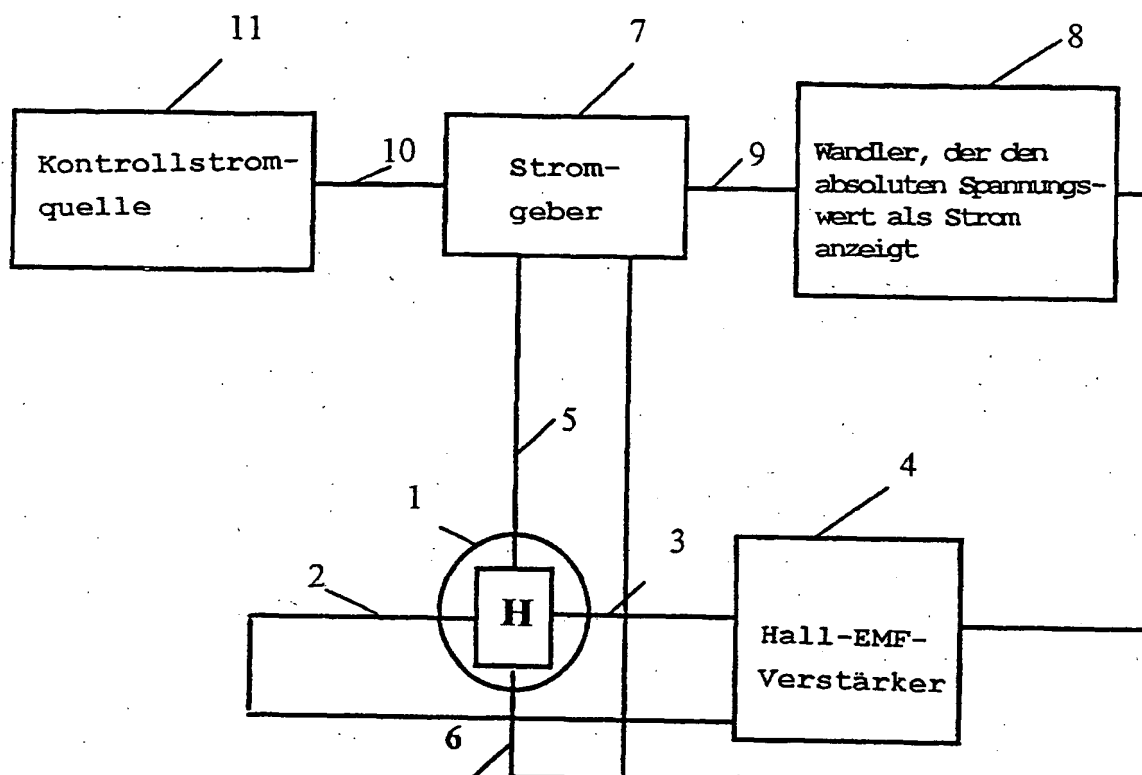 11
7
8
Kontrollstrom-
quelle
10
Strom-
geber
9
Wandler, der den
absoluten Spannungs-
wert als Strom
anzeigt
5
4
1
3
2
H
Hall-EMF-
Verstärker
6